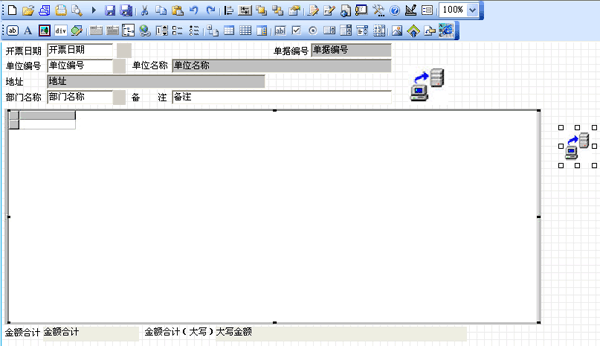 100%
ab A div
开票日期 开票日期 单据编号 单据编号
单位编号 单位编号 单位名称 单位名称
地址 地址
部门名称 部门名称 备 注 备注
金额合计 金额合计 金额合计(大写) 大写金额